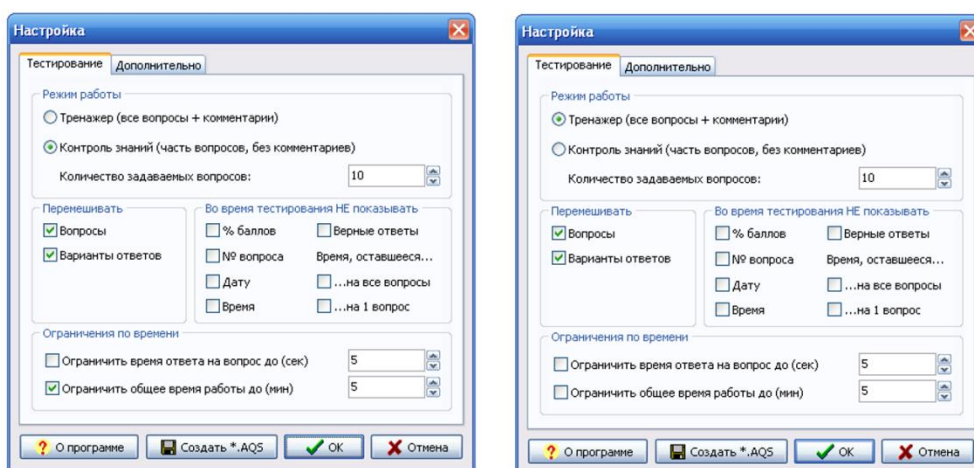 Настройка
Тестирование Дополнительно
Режим работы
Тренажер (все вопросы + комментарии)
Контроль знаний (часть вопросов, без комментариев)
Количество задаваемых вопросов: 10
Перемешивать
Вопросы
Варианты ответов
Во время тестирования НЕ показывать
% баллов Верные ответы
№ вопроса Время, оставшееся...
Дату ...на все вопросы
Время ...на 1 вопрос
Ограничения по времени
Ограничить время ответа на вопрос до (сек) 5
Ограничить общее время работы до (мин) 5
? О программе Создать *.AQS OK Отмена
Настройка
Тестирование Дополнительно
Режим работы
Тренажер (все вопросы + комментарии)
Контроль знаний (часть вопросов, без комментариев)
Количество задаваемых вопросов: 10
Перемешивать
Вопросы
Варианты ответов
Во время тестирования НЕ показывать
% баллов Верные ответы
№ вопроса Время, оставшееся...
Дату ...на все вопросы
Время ...на 1 вопрос
Ограничения по времени
Ограничить время ответа на вопрос до (сек) 5
Ограничить общее время работы до (мин) 5
? О программе Создать *.AQS OK Отмена